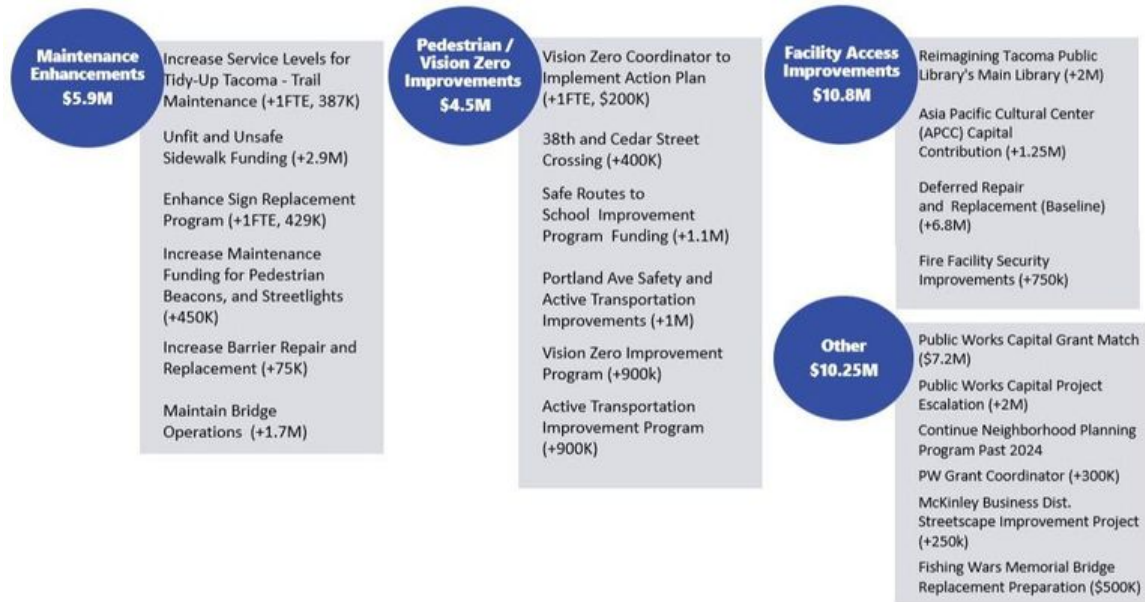 Maintenance
Enhancements
$5.9M
Increase Service Levels for
Tidy-Up Tacoma - Trail
Maintenance (+1FTE, 387K)
Unfit and Unsafe
Sidewalk Funding (+2.9M)
Enhance Sign Replacement
Program (+1FTE, 429K)
Increase Maintenance
Funding for Pedestrian
Beacons, and Streetlights
(+450K)
Increase Barrier Repair and
Replacement (+75K)
Maintain Bridge
Operations (+1.7M)
Pedestrian /
Vision Zero
Improvements
$4.5M
Vision Zero Coordinator to
Implement Action Plan
(+1FTE, $200K)
38th and Cedar Street
Crossing (+400K)
Safe Routes to
School Improvement
Program Funding (+1.1M)
Portland Ave Safety and
Active Transportation
Improvements (+1M)
Vision Zero Improvement
Program (+900k)
Active Transportation
Improvement Program
(+900K)
Facility Access
Improvements
$10.8M
Reimagining Tacoma Public
Library's Main Library (+2M)
Asia Pacific Cultural Center
(APCC) Capital
Contribution (+1.25M)
Deferred Repair
and Replacement (Baseline)
(+6.8M)
Fire Facility Security
Improvements (+750k)
Other
$10.25M
Public Works Capital Grant Match
($7.2M)
Public Works Capital Project
Escalation (+2M)
Continue Neighborhood Planning
Program Past 2024
PW Grant Coordinator (+300K)
McKinley Business Dist.
Streetscape Improvement Project
(+250k)
Fishing Wars Memorial Bridge
Replacement Preparation ($500K)